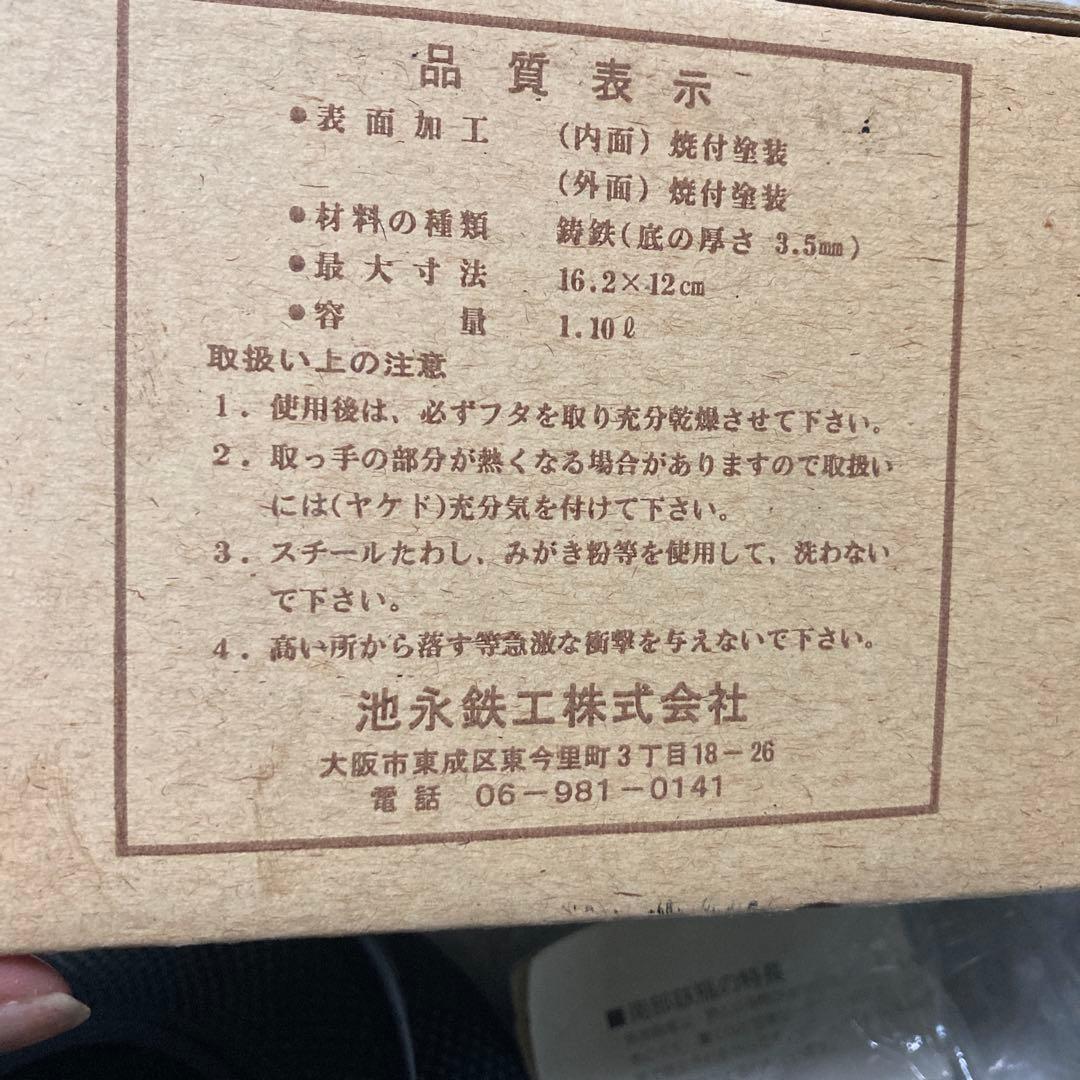 品質表示
●表面加工 (内面)焼付塗装
(外面)焼付塗装
●材料の種類 鋳鉄(底の厚さ 3.5mm)
●最大寸法 16.2×12cm
●容量 1.10ℓ
取扱い上の注意
1. 使用後は、必ずフタを取り充分乾燥させて下さい。
2. 取っ手の部分が熱くなる場合がありますので取扱い
には(ヤケド)充分気を付けて下さい。
3. スチールたわし、みがき粉等を使用して、洗わない
で下さい。
4. 高い所から落す等急激な衝撃を与えないで下さい。
池永鉄工株式会社
大阪市東成区東今里町3丁目18-26
電話 06-981-0141